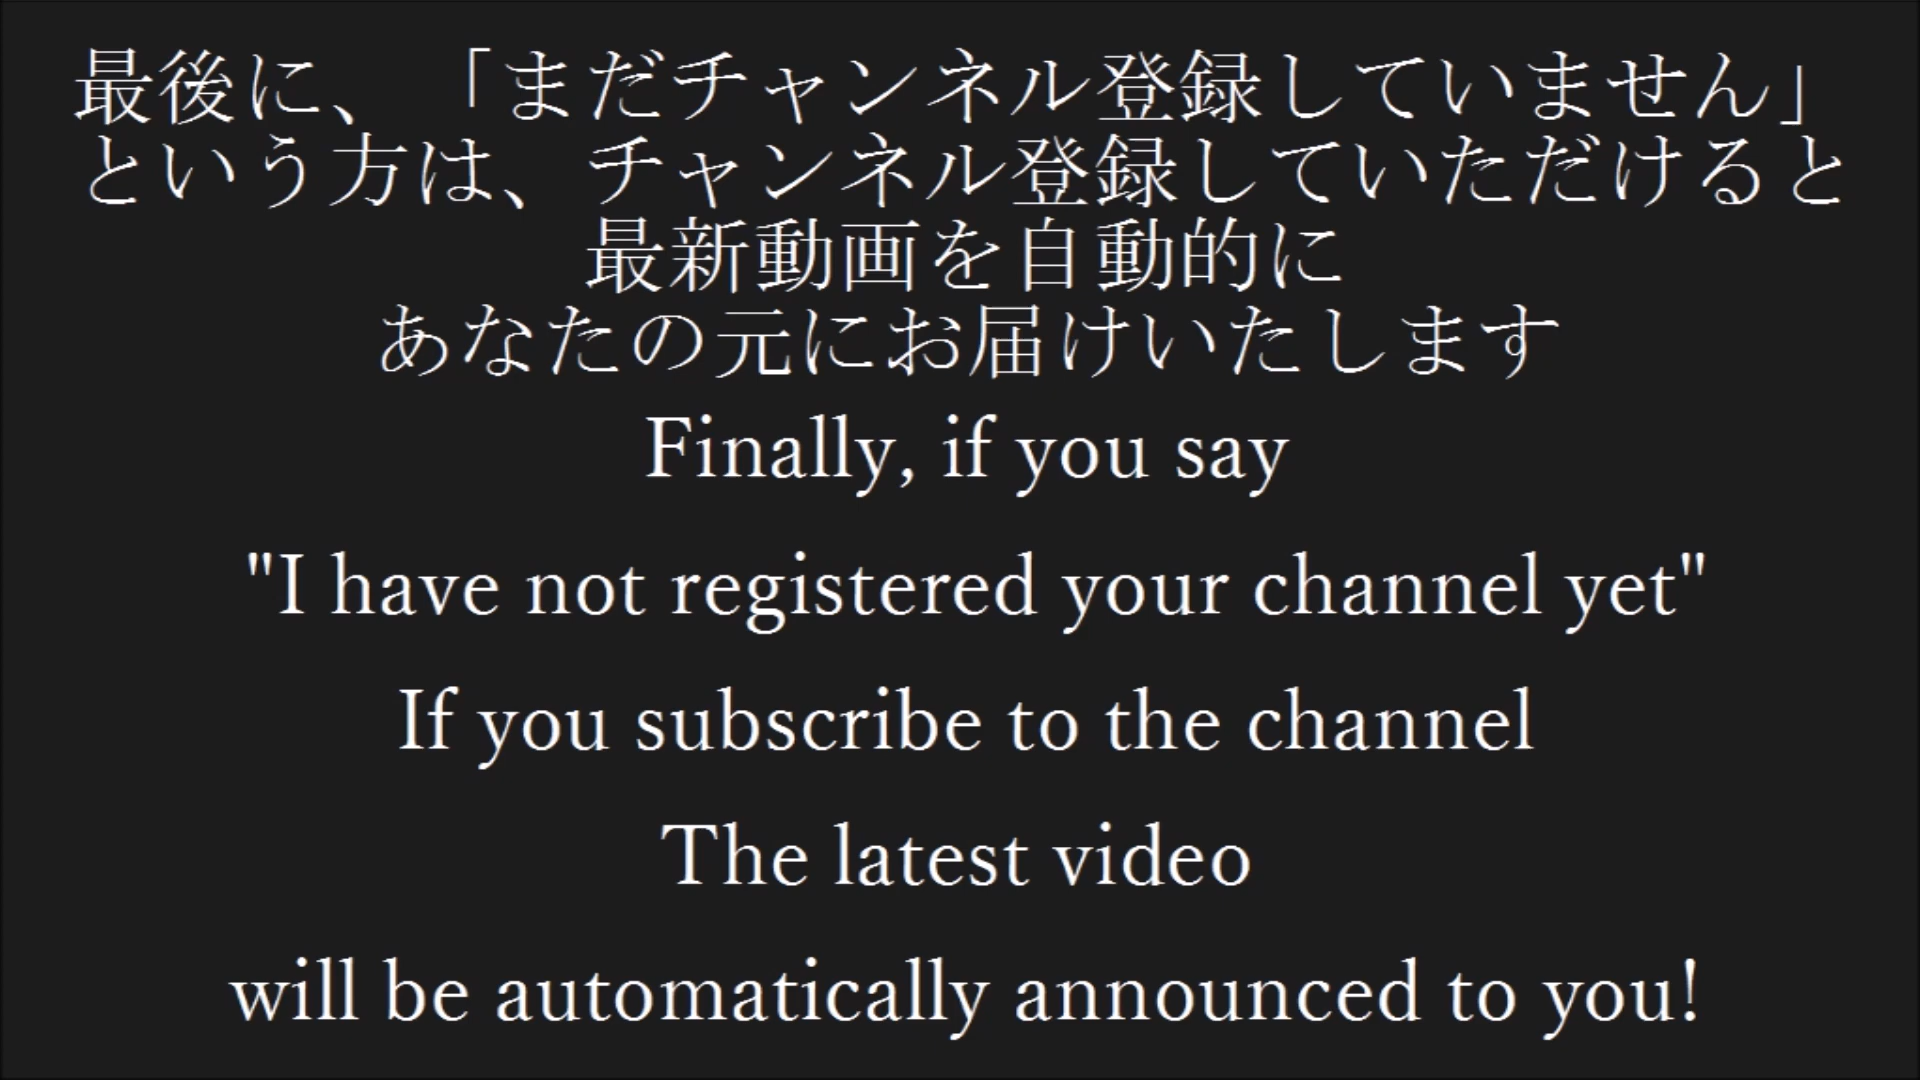 最後に、「まだチャンネル登録していません」
という方は、チャンネル登録していただけると
最新動画を自動的に
あなたの元にお届けいたします
Finally, if you say
"I have not registered your channel yet"
If you subscribe to the channel
The latest video
will be automatically announced to you!